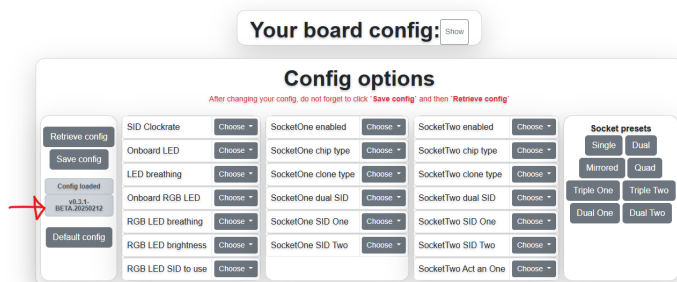 Your board config: Show
Config options
After changing your config, do not forget to click `Save config` and then `Retrieve config`
Retrieve config
Save config
Config loaded
v0.3.1-
BETA.20250212
Default config
SID Clockrate Choose
Onboard LED Choose
LED breathing Choose
Onboard RGB LED Choose
RGB LED breathing Choose
RGB LED brightness Choose
RGB LED SID to use Choose
SocketOne enabled Choose
SocketOne chip type Choose
SocketOne clone type Choose
SocketOne dual SID Choose
SocketOne SID One Choose
SocketOne SID Two Choose
SocketTwo enabled Choose
SocketTwo chip type Choose
SocketTwo clone type Choose
SocketTwo dual SID Choose
SocketTwo SID One Choose
SocketTwo SID Two Choose
SocketTwo Act an One Choose
Socket presets
Single Dual
Mirrored Quad
Triple One Triple Two
Dual One Dual Two